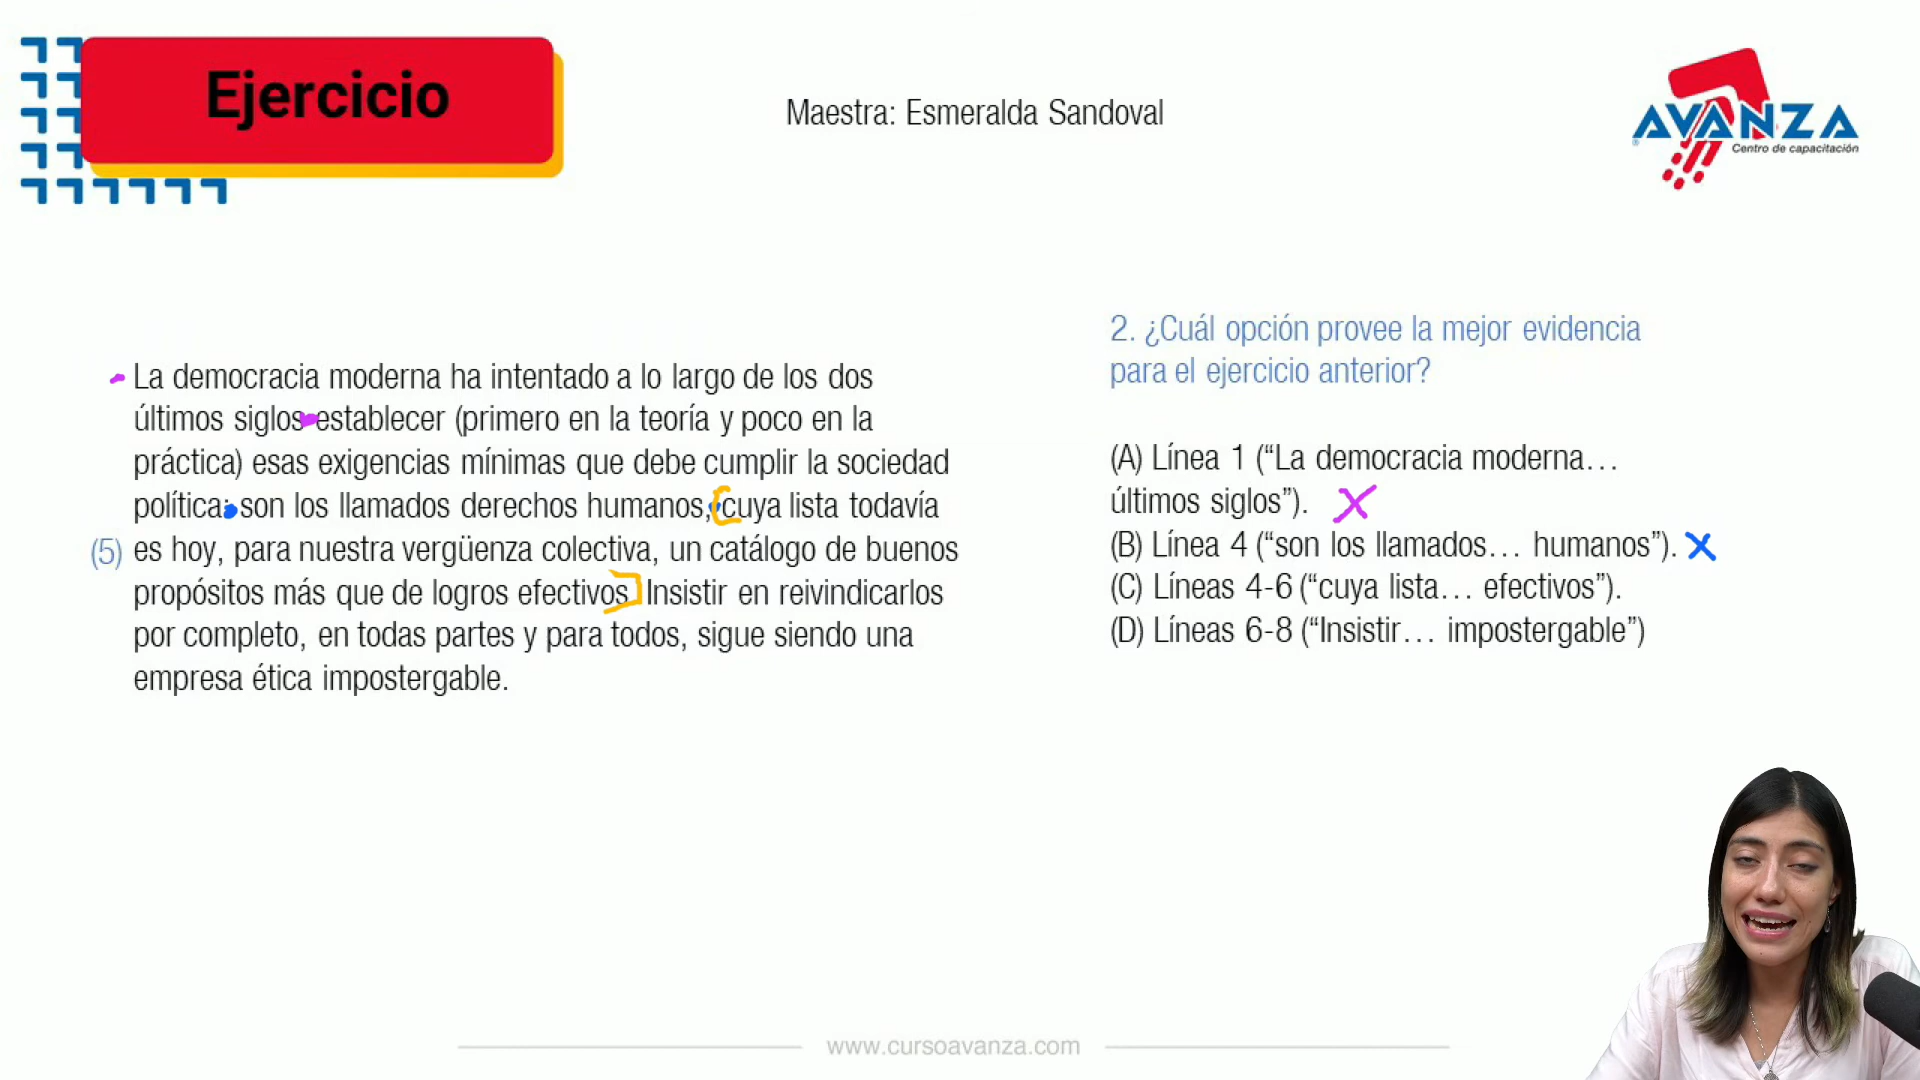 Ejercicio
Maestra: Esmeralda Sandoval
AVANZA
Centro de capacitación
La democracia moderna ha intentado a lo largo de los dos
últimos siglos establecer (primero en la teoría y poco en la
práctica) esas exigencias mínimas que debe cumplir la sociedad
política: son los llamados derechos humanos, cuya lista todavía
(5) es hoy, para nuestra vergüenza colectiva, un catálogo de buenos
propósitos más que de logros efectivos. Insistir en reivindicarlos
por completo, en todas partes y para todos, sigue siendo una
empresa ética impostergable.
2. ¿Cuál opción provee la mejor evidencia
para el ejercicio anterior?
(A) Línea 1 (“La democracia moderna…
últimos siglos”).
(B) Línea 4 (“son los llamados… humanos”).
(C) Líneas 4-6 (“cuya lista… efectivos”).
(D) Líneas 6-8 (“Insistir… impostergable”)
www.cursoavanza.com